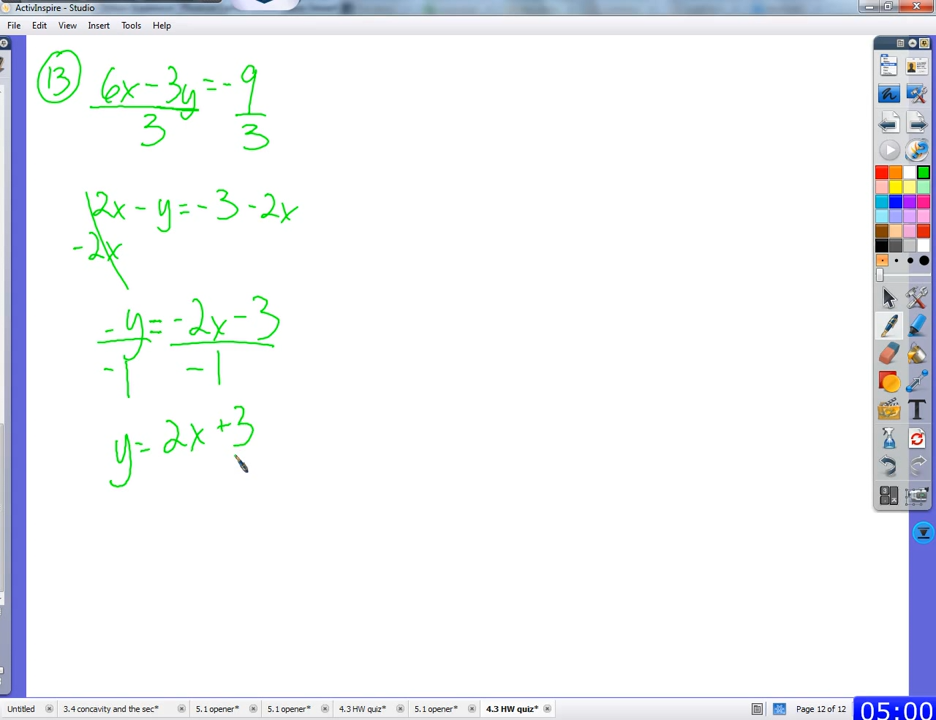 ActivInspire - Studio
File Edit View Insert Tools Help
13 6x - 3y = - 9
3 3
2x - y = - 3 - 2x
- 2x
- y = - 2x - 3
- 1 - 1
y = 2x + 3
Untitled 3.4 concavity and the sec* 5.1 opener* 5.1 opener* 4.3 HW quiz* 5.1 opener* 4.3 HW quiz* Page 12 of 12 05:00